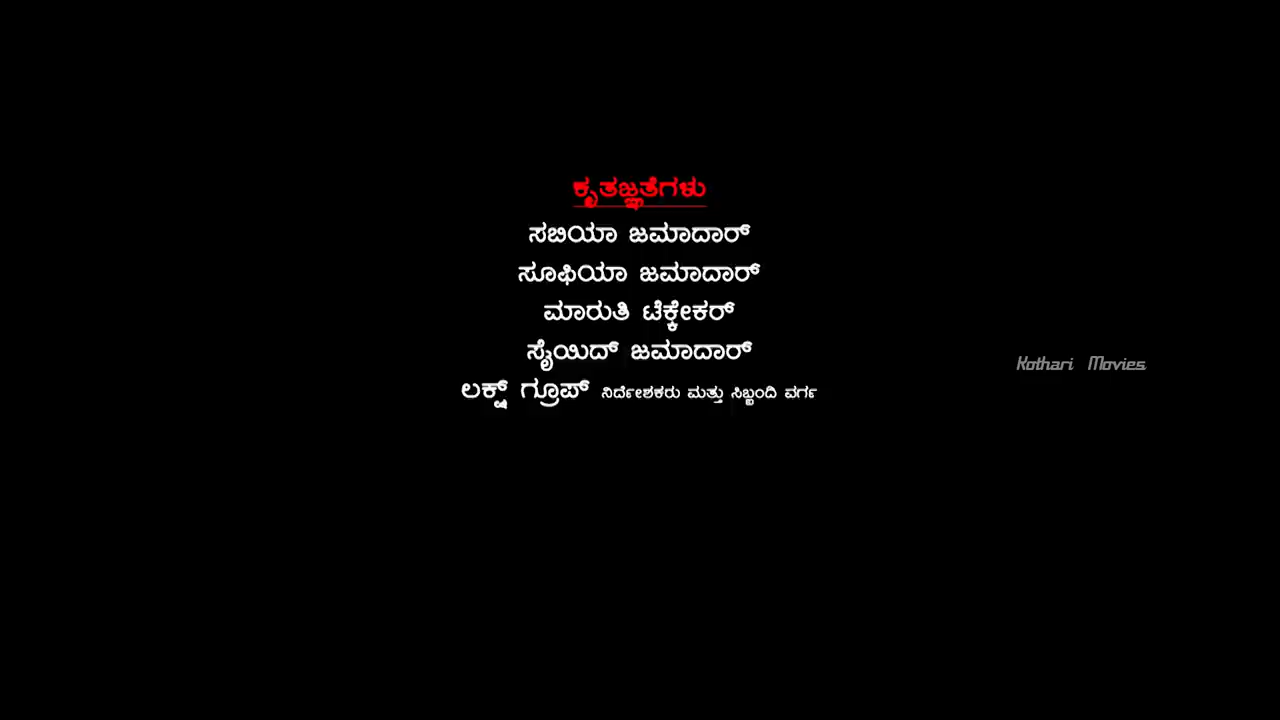 ಕೃತಜ್ಞತೆಗಳು
ಸಬಿಯಾ ಜಮಾದಾರ್
ಸೂಫಿಯಾ ಜಮಾದಾರ್
ಮಾರುತಿ ಟೆಕ್ಕೇಕರ್
ಸೈಯಿದ್ ಜಮಾದಾರ್
Kothari Movies
ಲಕ್ಷ್ ಗ್ರೂಪ್ ನಿರ್ದೇಶಕರು ಮತ್ತು ಸಿಬ್ಬಂದಿ ವರ್ಗ